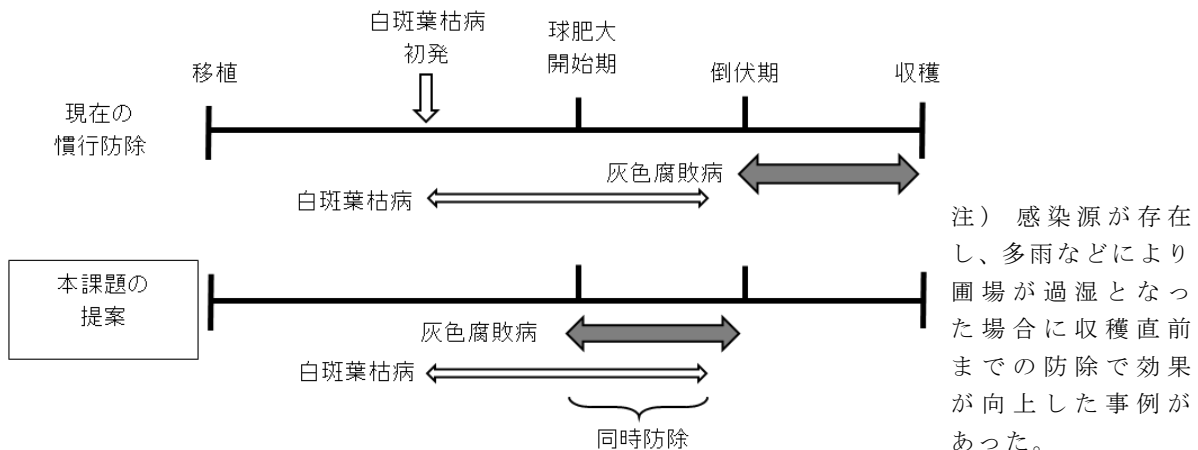 白斑葉枯病
初発
球肥大
開始期
移植
倒伏期
収穫
現在の
慣行防除
灰色腐敗病
白斑葉枯病
本課題の
提案
灰色腐敗病
白斑葉枯病
同時防除
注） 感染源が存在
し、多雨などにより
圃場が過湿となっ
た場合に収穫直前
までの防除で効果
が向上した事例が
あった。